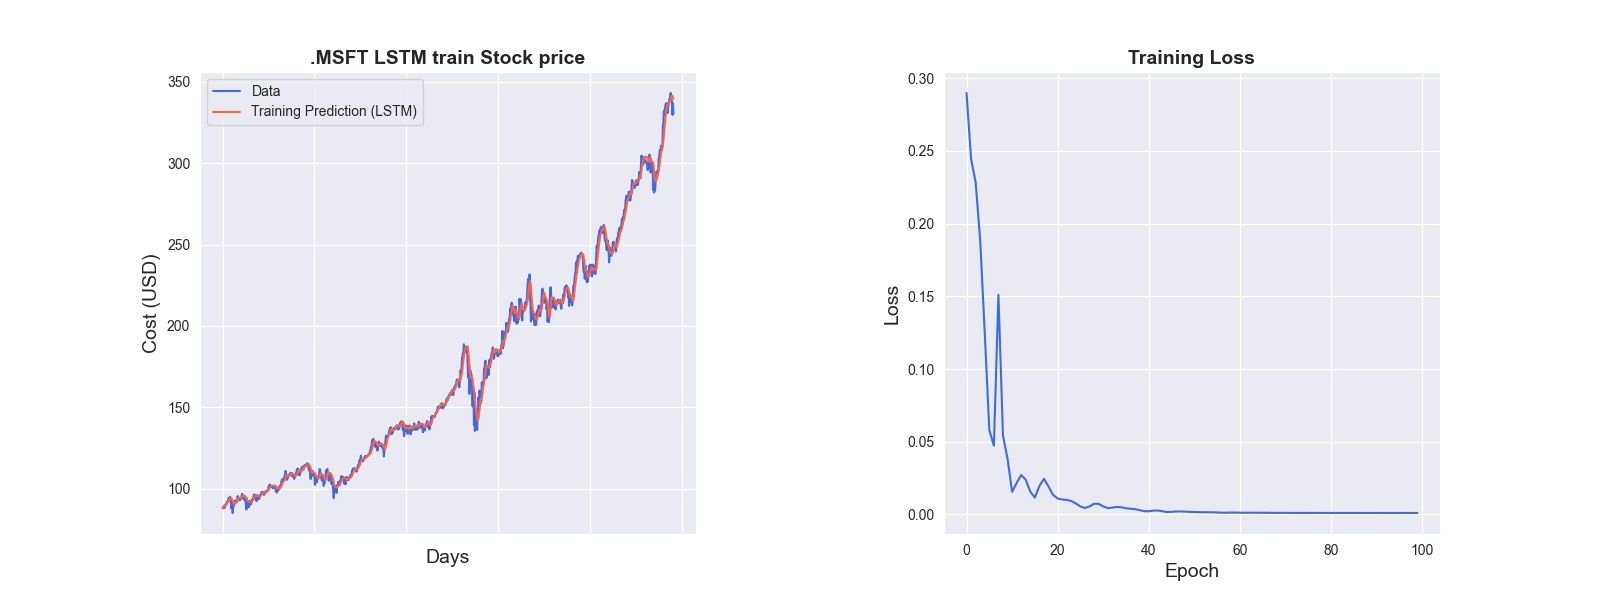 .MSFT LSTM train Stock price
350
300
250
200
150
100
Cost (USD)
Days
Data
Training Prediction (LSTM)
Training Loss
0.30
0.25
0.20
0.15
0.10
0.05
0.00
Loss
0
20
40
60
80
100
Epoch